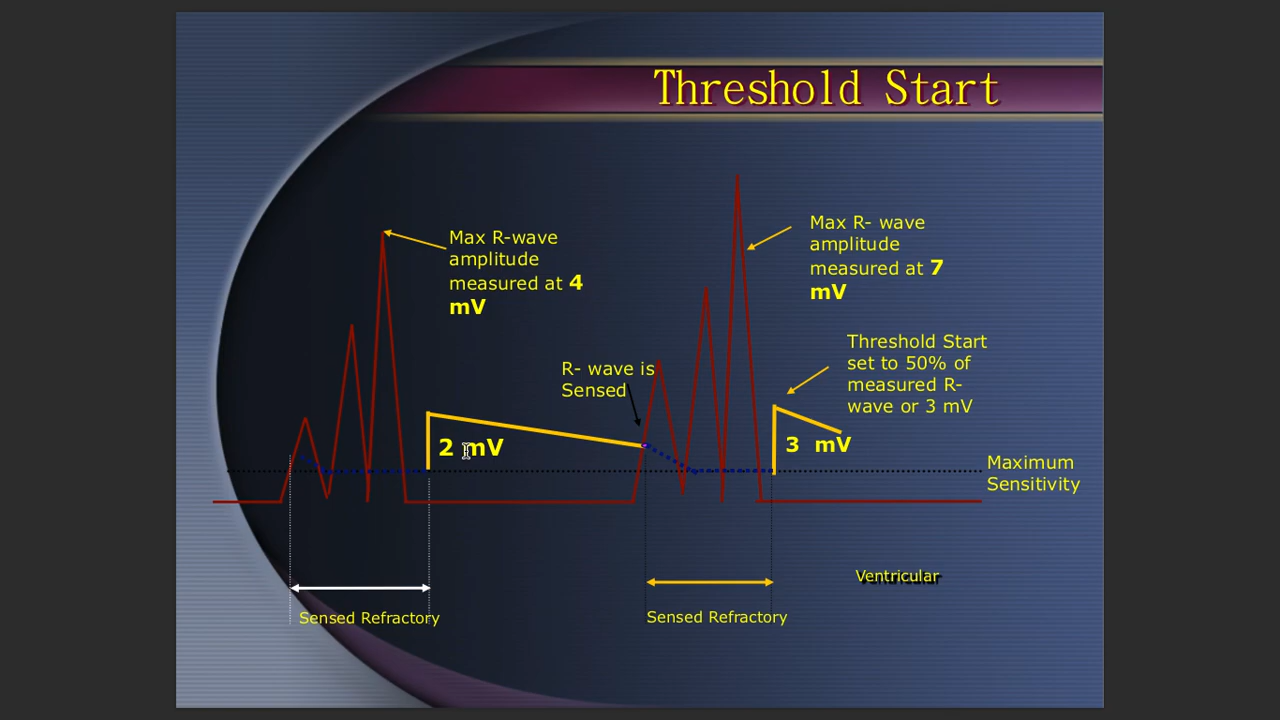 Threshold Start
Max R-wave
amplitude
measured at 4
mV
Max R- wave
amplitude
measured at 7
mV
R- wave is
Sensed
Threshold Start
set to 50% of
measured R-
wave or 3 mV
2 mV
3 mV
Maximum
Sensitivity
Ventricular
Sensed Refractory
Sensed Refractory